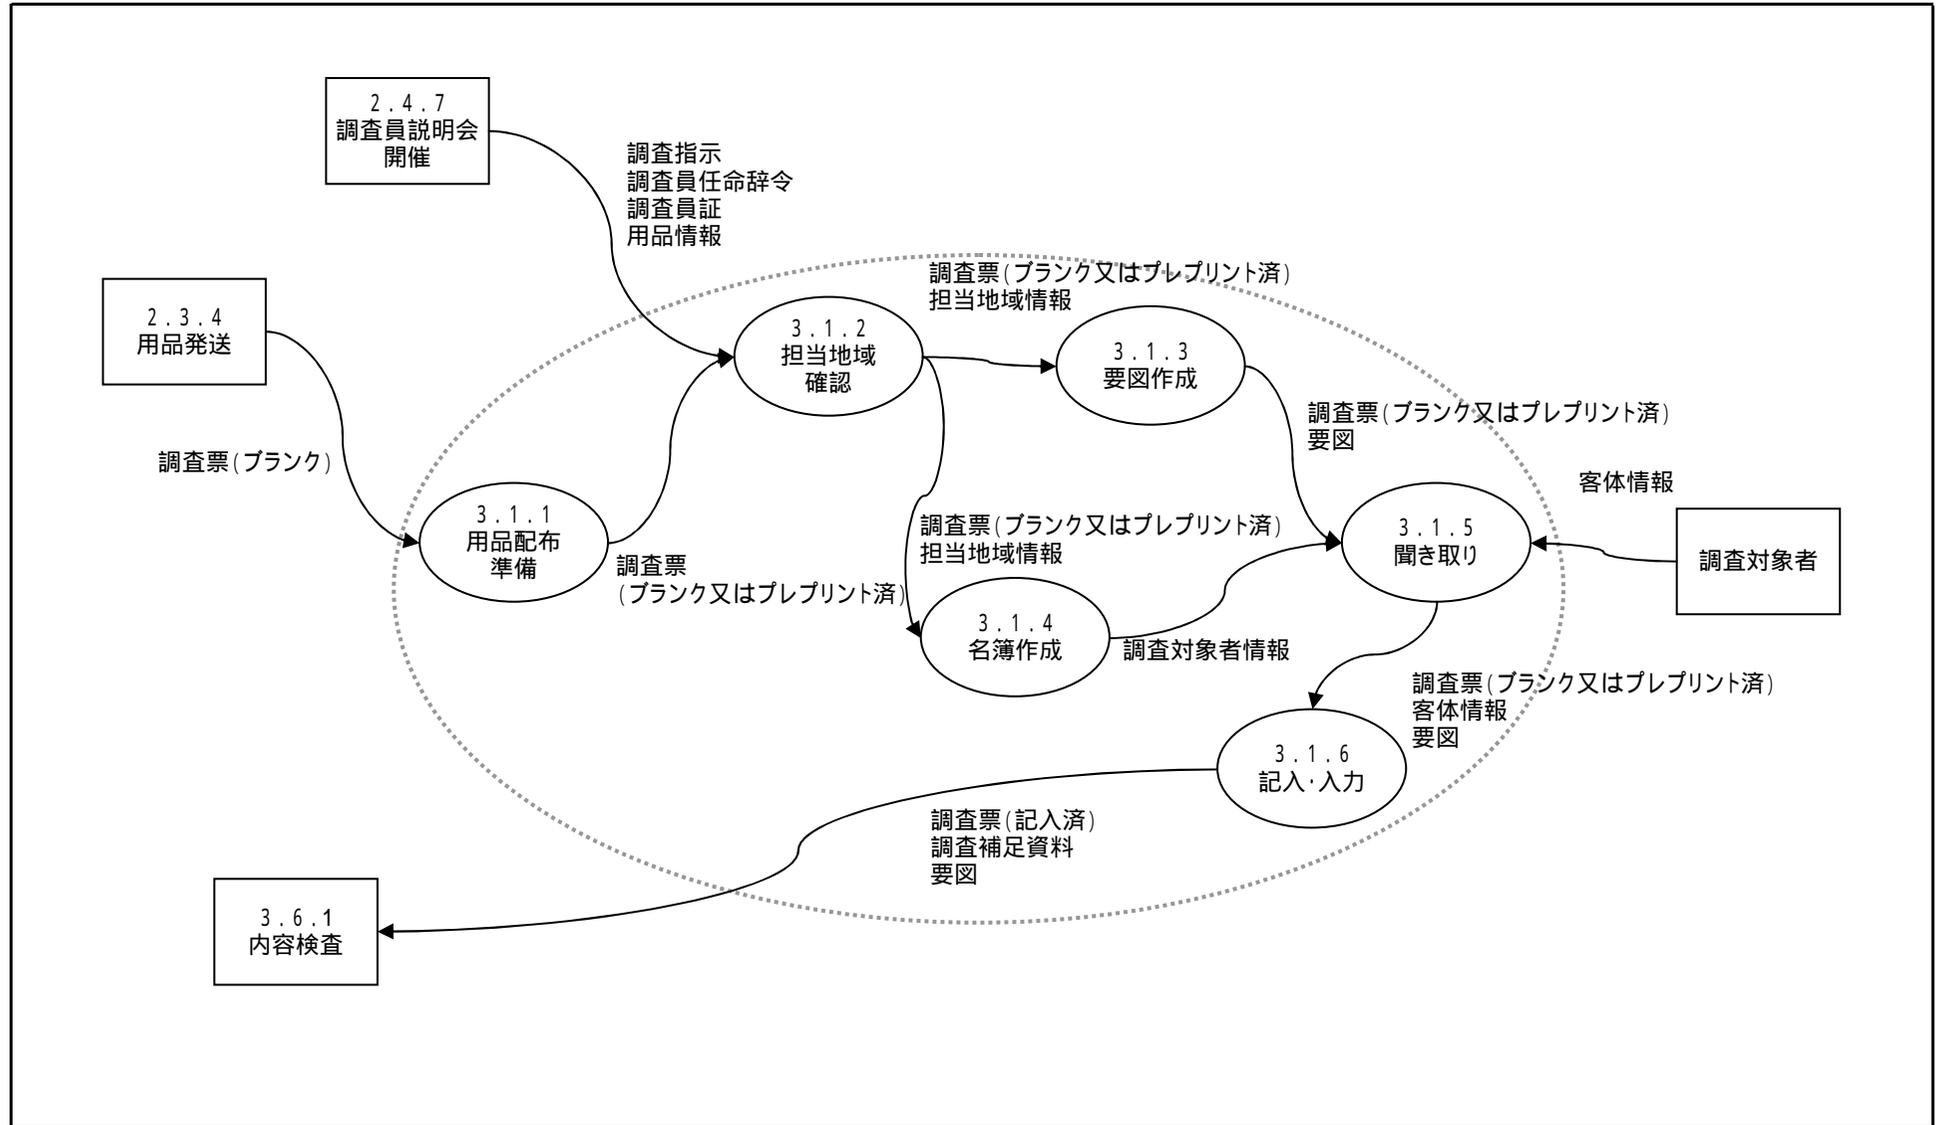 2.4.7
調査員説明会
開催
調査指示
調査員任命辞令
調査員証
用品情報
2.3.4
用品発送
調査票(ブランク)
3.1.1
用品配布
準備
調査票
(ブランク又はプレプリント済)
3.1.2
担当地域
確認
調査票(ブランク又はプレプリント済)
担当地域情報
3.1.3
要図作成
調査票(ブランク又はプレプリント済)
要図
調査票(ブランク又はプレプリント済)
担当地域情報
3.1.4
名簿作成
調査対象者情報
3.1.5
聞き取り
客体情報
調査対象者
調査票(ブランク又はプレプリント済)
客体情報
要図
3.1.6
記入・入力
調査票(記入済)
調査補足資料
要図
3.6.1
内容検査